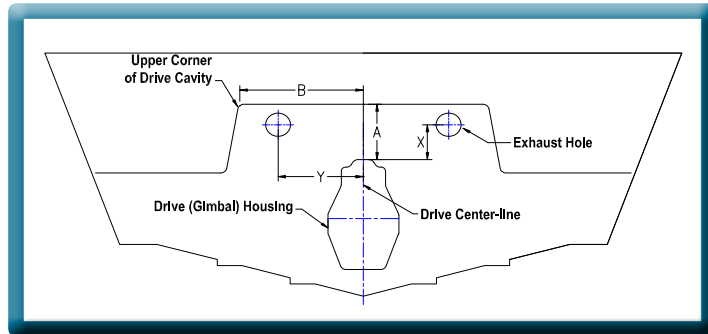 Upper Corner
of Drive Cavity
B
A
X
Exhaust Hole
Y
Drive (Gimbal) Housing
Drive Center-line